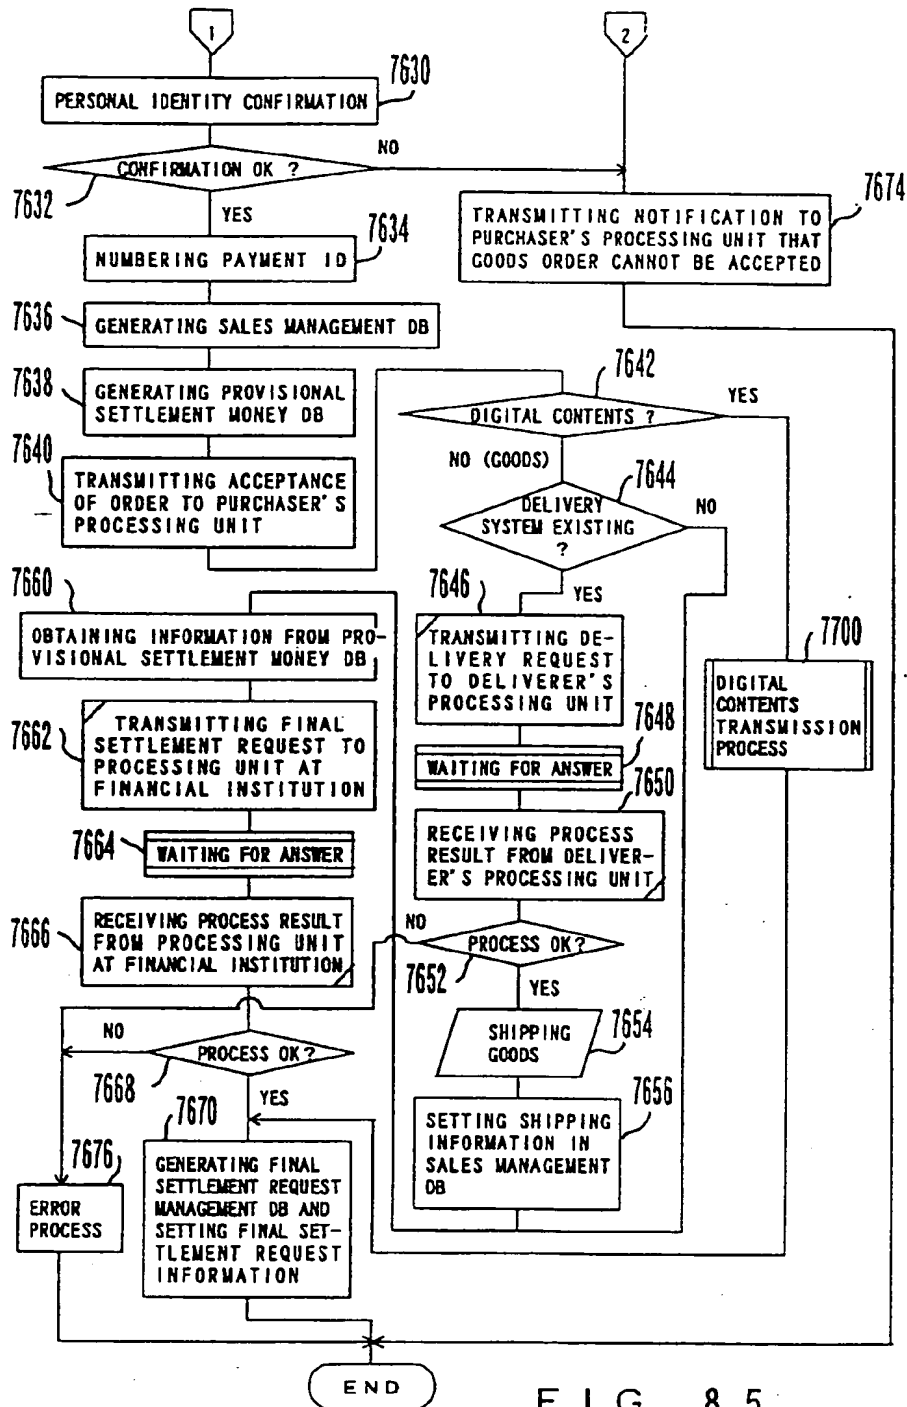 1
2
7630
PERSONAL IDENTITY CONFIRMATION
NO
CONFIRMATION OK ?
7632
YES
7674
TRANSMITTING NOTIFICATION TO
PURCHASER'S PROCESSING UNIT THAT
GOODS ORDER CANNOT BE ACCEPTED
7634
NUMBERING PAYMENT ID
7636
GENERATING SALES MANAGEMENT DB
7638
GENERATING PROVISIONAL
SETTLEMENT MONEY DB
7640
TRANSMITTING ACCEPTANCE
OF ORDER TO PURCHASER'S
PROCESSING UNIT
7642
YES
DIGITAL CONTENTS ?
NO (GOODS)
7644
NO
DELIVERY
SYSTEM EXISTING
?
YES
7660
OBTAINING INFORMATION FROM PRO-
VISIONAL SETTLEMENT MONEY DB
7646
TRANSMITTING DE-
LIVERY REQUEST
TO DELIVERER'S
PROCESSING UNIT
7700
DIGITAL
CONTENTS
TRANSMISSION
PROCESS
7662
TRANSMITTING FINAL
SETTLEMENT REQUEST TO
PROCESSING UNIT AT
FINANCIAL INSTITUTION
7648
WAITING FOR ANSWER
7650
RECEIVING PROCESS
RESULT FROM DELIVER-
ER'S PROCESSING UNIT
7664
WAITING FOR ANSWER
7666
RECEIVING PROCESS RESULT
FROM PROCESSING UNIT
AT FINANCIAL INSTITUTION
NO
PROCESS OK?
7652
YES
SHIPPING
GOODS
7654
NO
PROCESS OK?
7668
YES
7656
SETTING SHIPPING
INFORMATION IN
SALES MANAGEMENT
DB
7670
GENERATING FINAL
SETTLEMENT REQUEST
MANAGEMENT DB AND
SETTING FINAL SET-
TLEMENT REQUEST
INFORMATION
7676
ERROR
PROCESS
END
FIG. 85